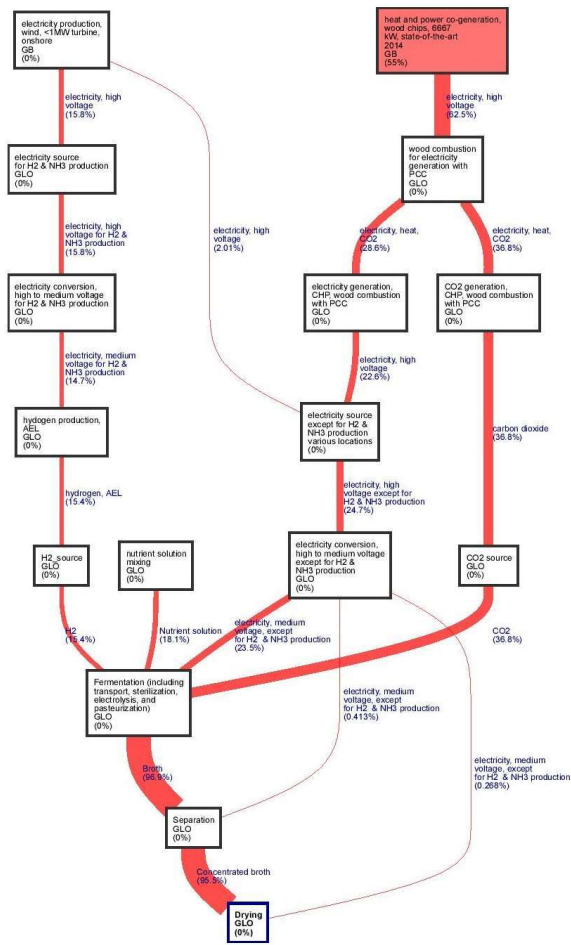 electricity production,
wind, <1MW turbine,
onshore
GB
(0%)
heat and power co-generation,
wood chips, 6667
kW, state-of-the-art
2014
GB
(55%)
electricity, high
voltage
(15.8%)
electricity, high
voltage
(62.5%)
electricity source
for H2 & NH3 production
GLO
(0%)
wood combustion
for electricity
generation with
PCC
GLO
(0%)
electricity, high
voltage for H2 &
NH3 production
(15.8%)
electricity, high
voltage
(2.01%)
electricity, heat,
CO2
(28.6%)
electricity, heat,
CO2
(36.8%)
electricity conversion,
high to medium voltage
for H2 & NH3 production
GLO
(0%)
electricity generation,
CHP, wood combustion
with PCC
GLO
(0%)
CO2 generation,
CHP, wood combustion
with PCC
GLO
(0%)
electricity, medium
voltage for H2 &
NH3 production
(14.7%)
electricity, high
voltage
(22.6%)
hydogen production,
AEL
GLO
(0%)
electricity source
except for H2 &
NH3 production
various locations
(0%)
carbon dioxide
(36.8%)
hydrogen, AEL
(15.4%)
electricity, high
voltage except for
H2 & NH3 production
(24.7%)
H2_source
GLO
(0%)
nutrient solution
mixing
GLO
(0%)
electricity conversion,
high to medium voltage
except for H2 &
NH3 production
GLO
(0%)
CO2 source
GLO
(0%)
H2
(15.4%)
Nutrient solution
(18.1%)
electricity, medium
voltage, except
for H2 & NH3 production
(23.5%)
CO2
(36.8%)
Fermentation (including
transport, sterilization,
electrolysis, and
pasteurization)
GLO
(0%)
electricity, medium
voltage, except
for H2 & NH3 production
(0.413%)
electricity, medium
voltage, except
for H2 & NH3 production
(0.268%)
Broth
(96.9%)
Separation
GLO
(0%)
Concentrated broth
(95.5%)
Drying
GLO
(0%)